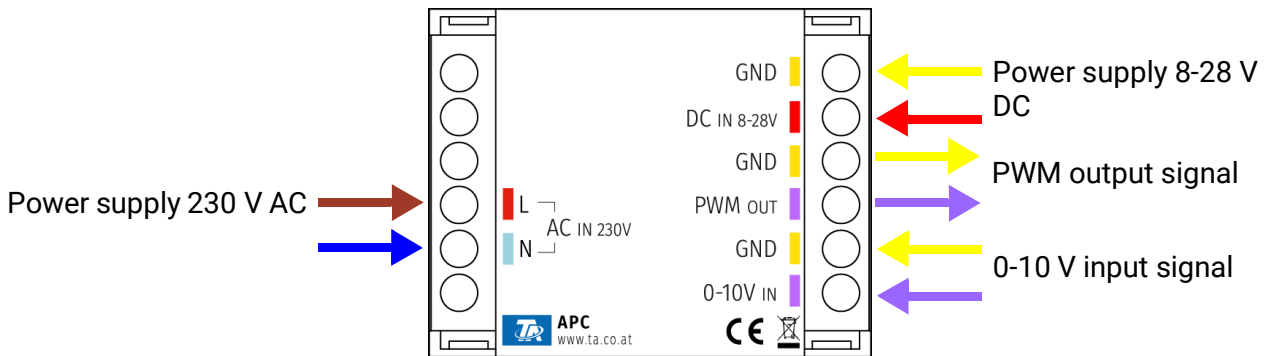 GND
Power supply 8-28 V
DC
DC IN 8-28V
GND
PWM output signal
Power supply 230 V AC
L
PWM OUT
AC IN 230V
N
GND
0-10 V input signal
0-10V IN
TA
APC
www.ta.co.at
CE